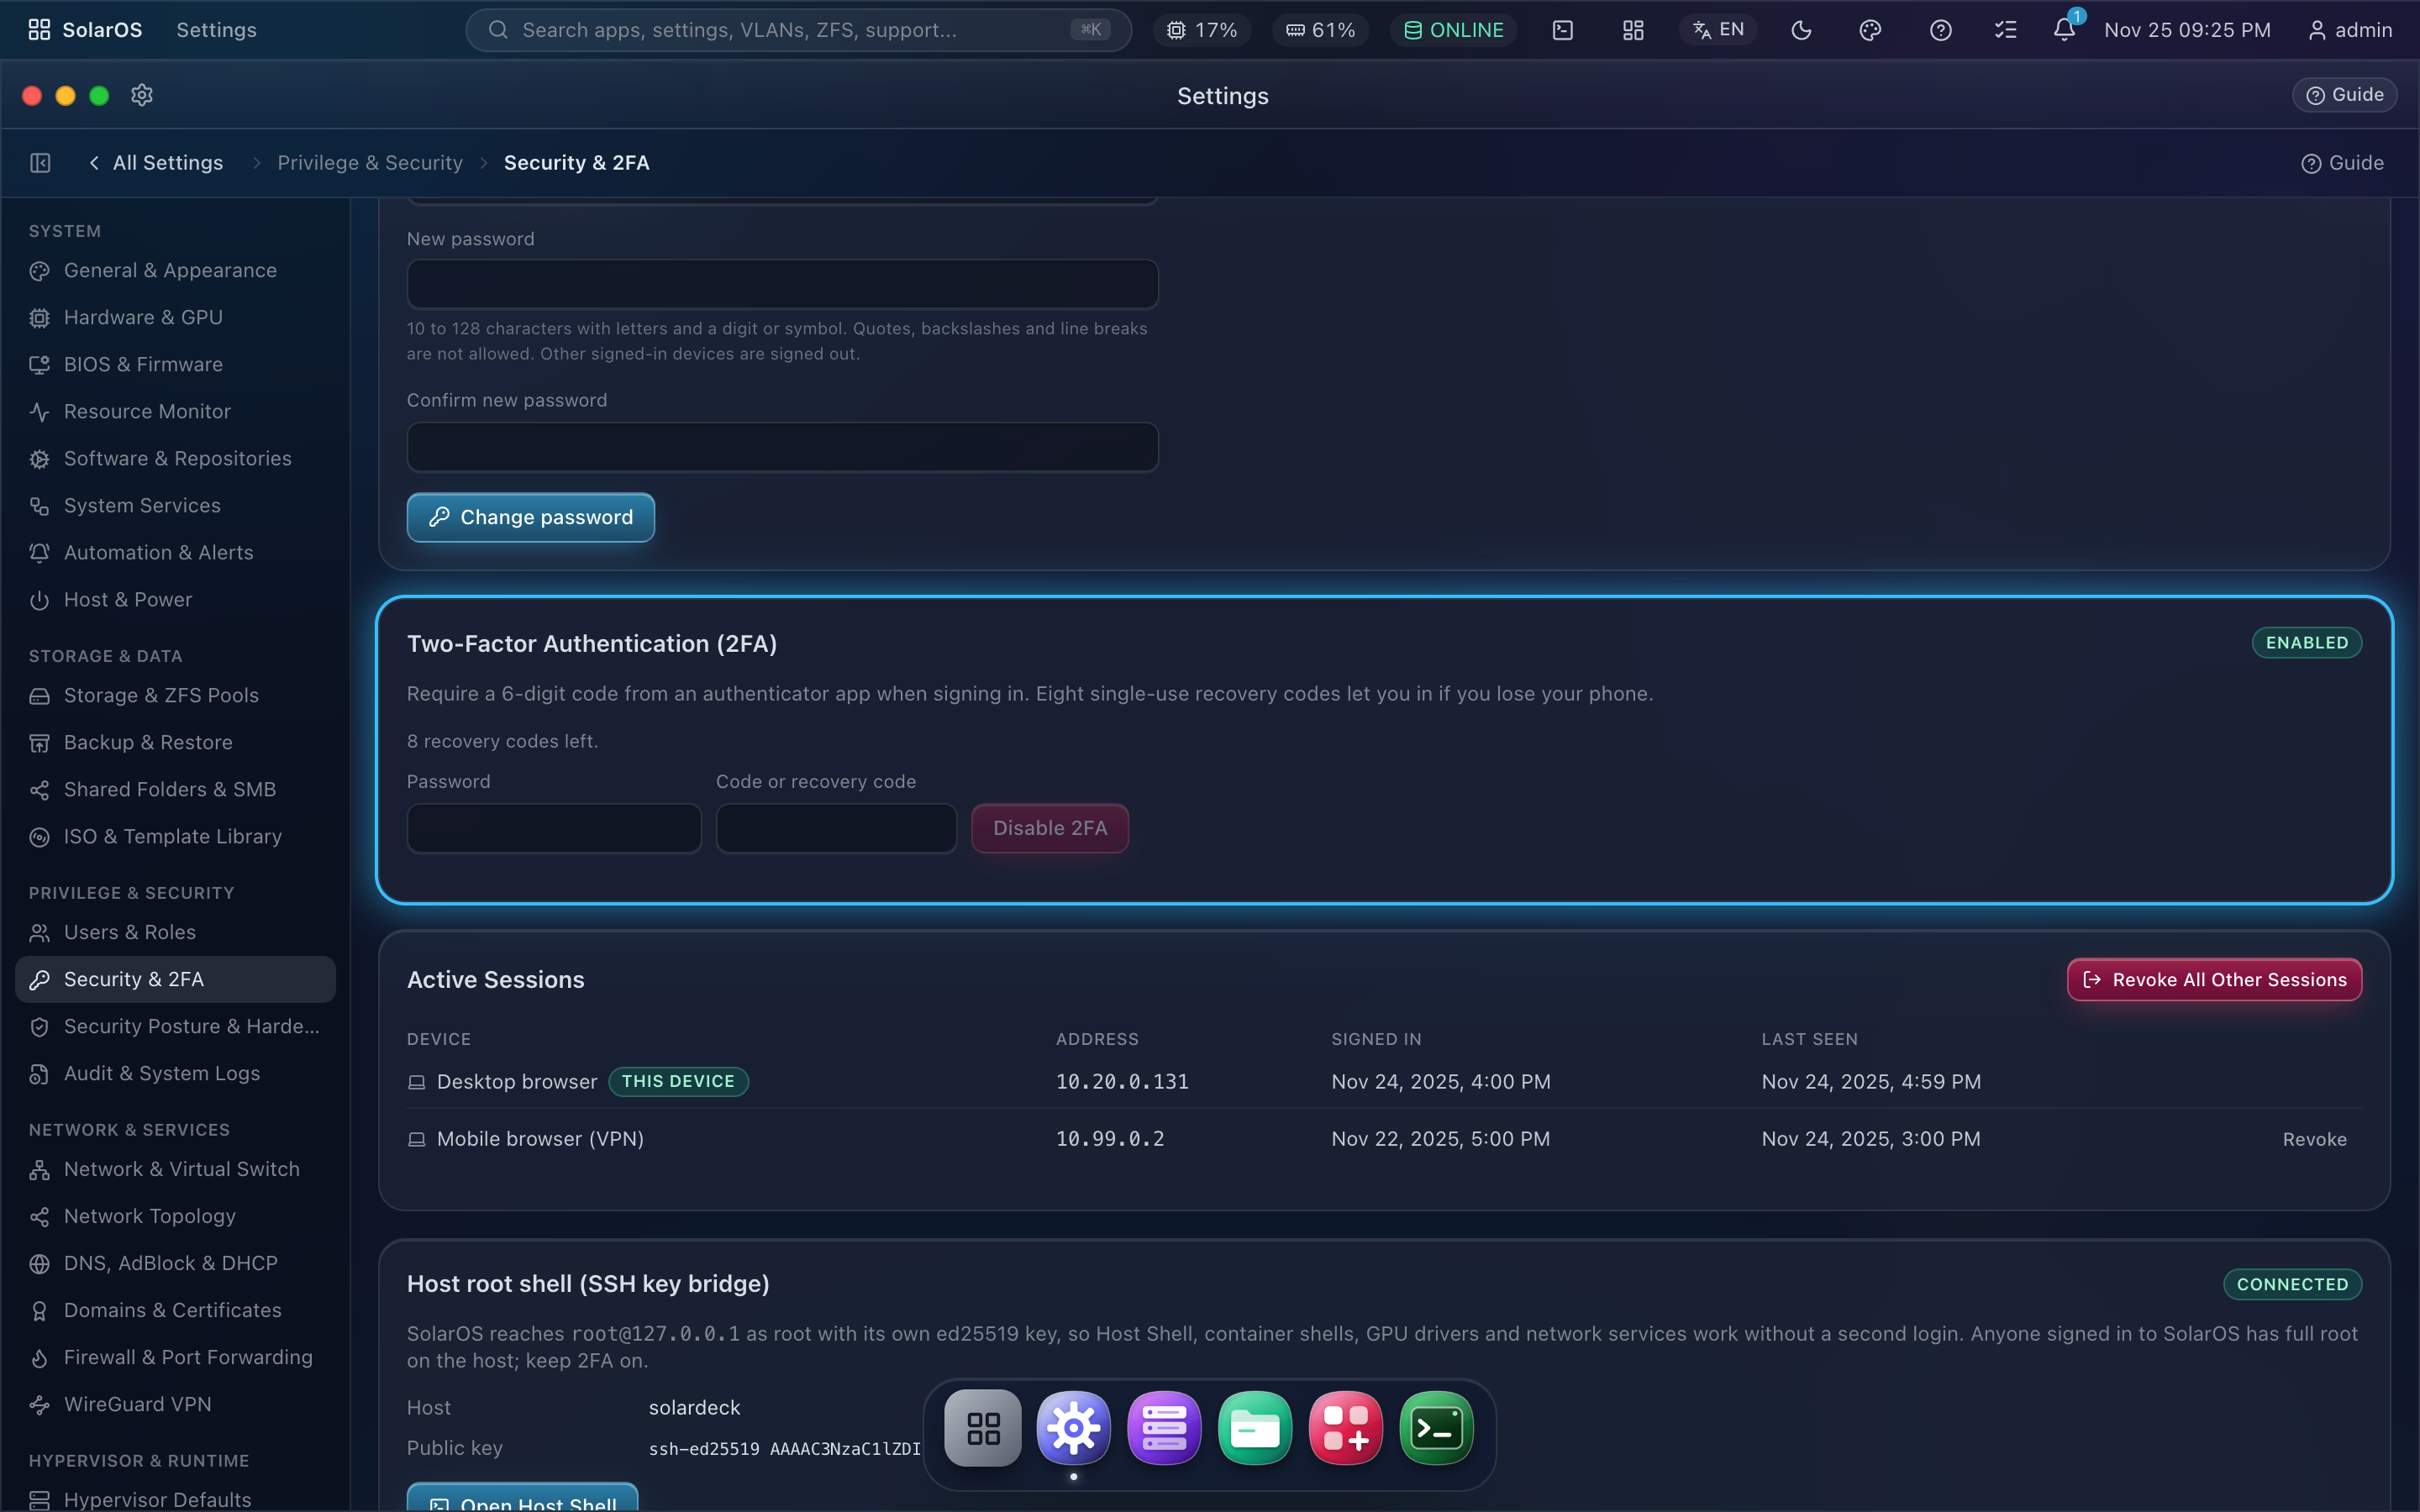 SolarOS
Settings
Search apps, settings, VLANs, ZFS, support...
⌘K
17%
61%
ONLINE
EN
1
Nov 25 09:25 PM
admin
Settings
Guide
All Settings
Privilege & Security
Security & 2FA
Guide
SYSTEM
General & Appearance
Hardware & GPU
BIOS & Firmware
Resource Monitor
Software & Repositories
System Services
Automation & Alerts
Host & Power
STORAGE & DATA
Storage & ZFS Pools
Backup & Restore
Shared Folders & SMB
ISO & Template Library
PRIVILEGE & SECURITY
Users & Roles
Security & 2FA
Security Posture & Harde...
Audit & System Logs
NETWORK & SERVICES
Network & Virtual Switch
Network Topology
DNS, AdBlock & DHCP
Domains & Certificates
Firewall & Port Forwarding
WireGuard VPN
HYPERVISOR & RUNTIME
Hypervisor Defaults
New password
10 to 128 characters with letters and a digit or symbol. Quotes, backslashes and line breaks
are not allowed. Other signed-in devices are signed out.
Confirm new password
Change password
Two-Factor Authentication (2FA)
ENABLED
Require a 6-digit code from an authenticator app when signing in. Eight single-use recovery codes let you in if you lose your phone.
8 recovery codes left.
Password
Code or recovery code
Disable 2FA
Active Sessions
Revoke All Other Sessions
DEVICE ADDRESS SIGNED IN LAST SEEN
Desktop browser THIS DEVICE 10.20.0.131 Nov 24, 2025, 4:00 PM Nov 24, 2025, 4:59 PM
Mobile browser (VPN) 10.99.0.2 Nov 22, 2025, 5:00 PM Nov 24, 2025, 3:00 PM Revoke
Host root shell (SSH key bridge)
CONNECTED
SolarOS reaches root@127.0.0.1 as root with its own ed25519 key, so Host Shell, container shells, GPU drivers and network services work without a second login. Anyone signed in to SolarOS has full root
on the host; keep 2FA on.
Host solardeck
Public key ssh-ed25519 AAAAC3NzaC1lZDI
Open Host Shell